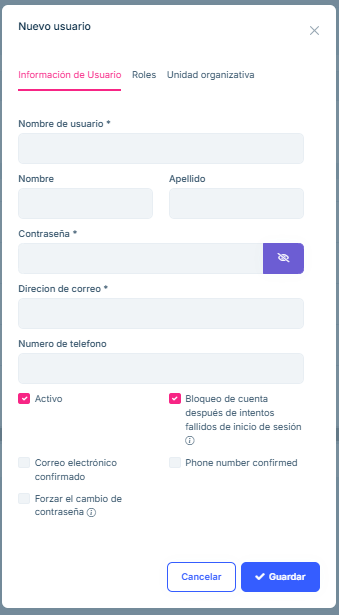 Nuevo usuario
Información de Usuario Roles Unidad organizativa
Nombre de usuario *
Nombre Apellido
Contraseña *
Direcion de correo *
Numero de telefono
Activo
Bloqueo de cuenta
después de intentos
fallidos de inicio de sesión
Correo electrónico
confirmado
Phone number confirmed
Forzar el cambio de
contraseña
Cancelar Guardar